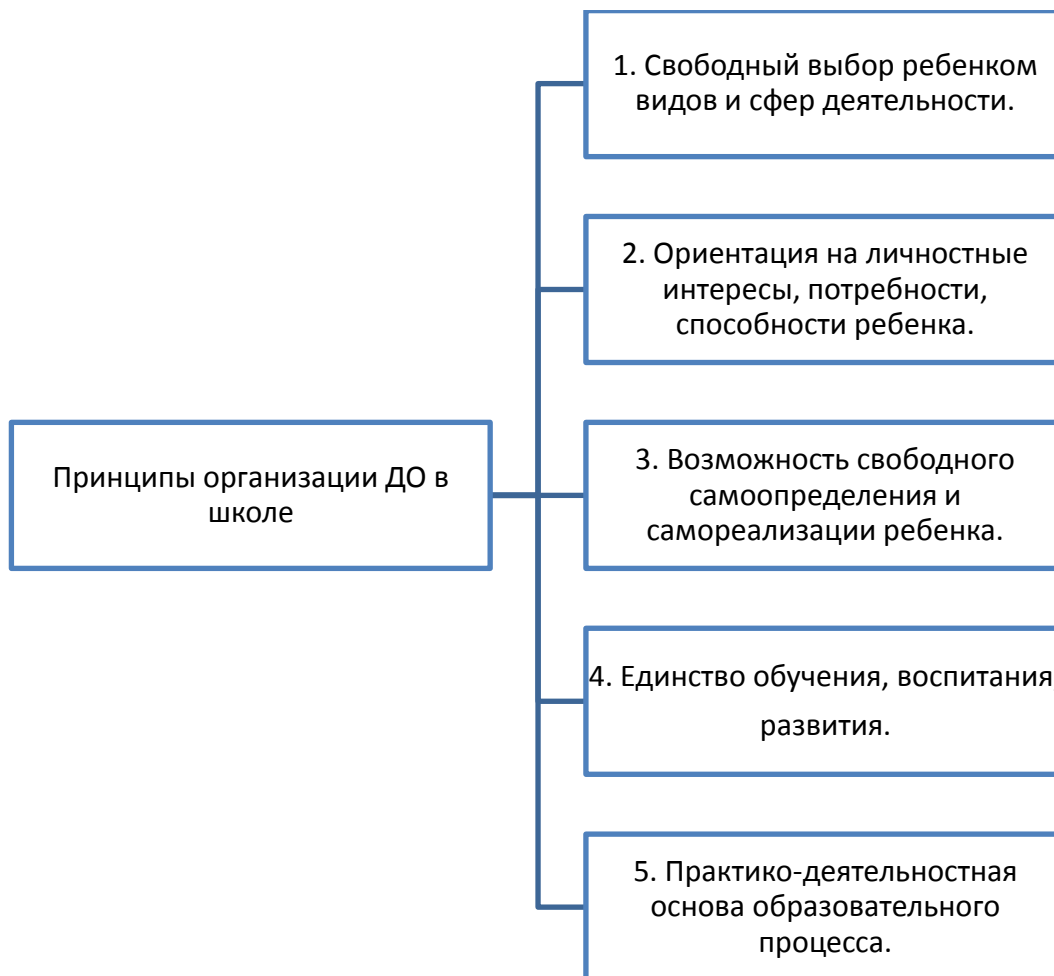 1. Свободный выбор ребенком
видов и сфер деятельности.
2. Ориентация на личностные
интересы, потребности,
способности ребенка.
Принципы организации ДО в
школе
3. Возможность свободного
самоопределения и
самореализации ребенка.
4. Единство обучения, воспитания
развития.
5. Практико-деятельностная
основа образовательного
процесса.